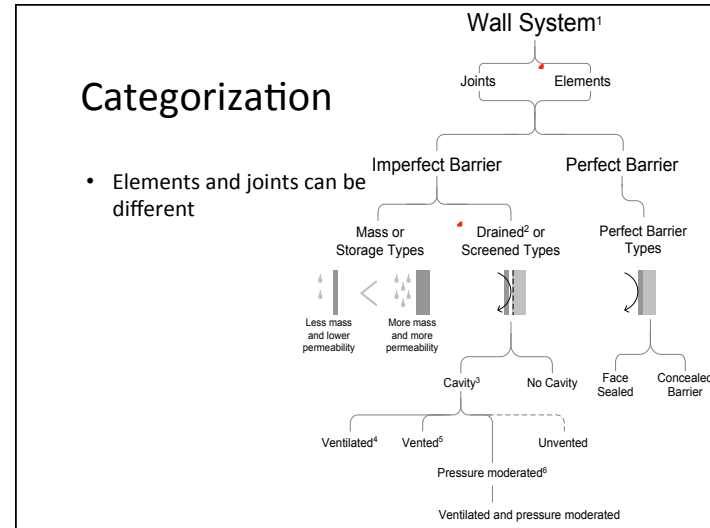 Categorization
• Elements and joints can be
different
Wall System¹
Joints
Elements
Imperfect Barrier
Perfect Barrier
Mass or
Storage Types
Drained² or
Screened Types
Perfect Barrier
Types
<
Less mass
and lower
permeability
More mass
and more
permeability
Cavity³
No Cavity
Face
Sealed
Concealed
Barrier
Ventilated⁴
Vented⁵
Unvented
Pressure moderated⁶
Ventilated and pressure moderated